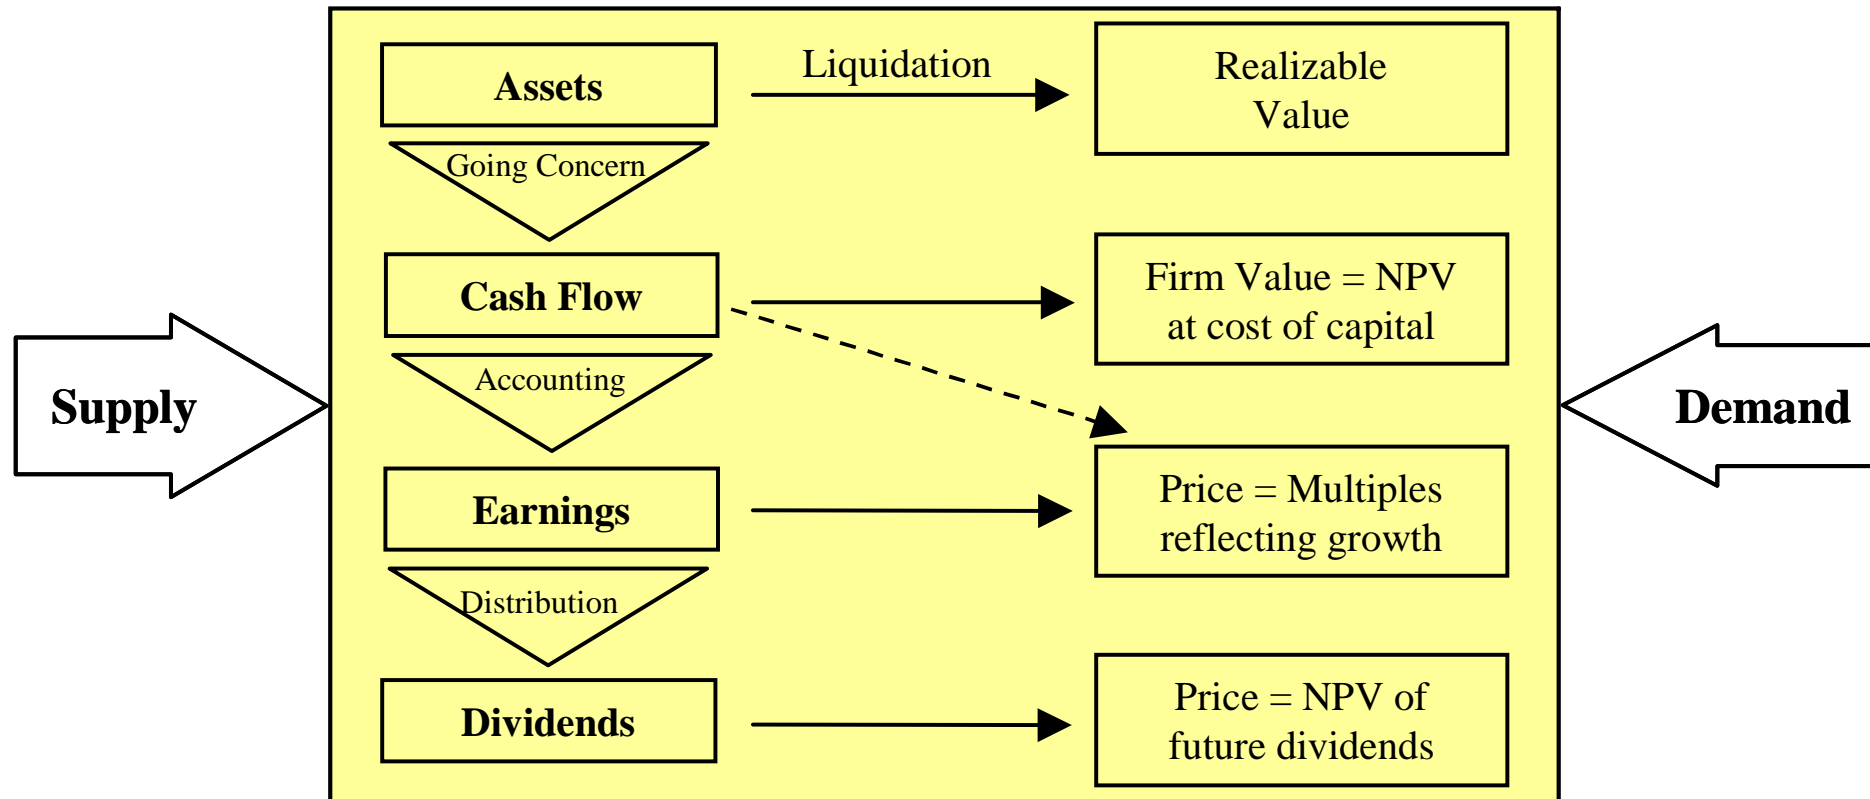 Assets
Liquidation
Realizable
Value
Going Concern
Cash Flow
Firm Value = NPV
at cost of capital
Accounting
Supply
Demand
Earnings
Price = Multiples
reflecting growth
Distribution
Dividends
Price = NPV of
future dividends